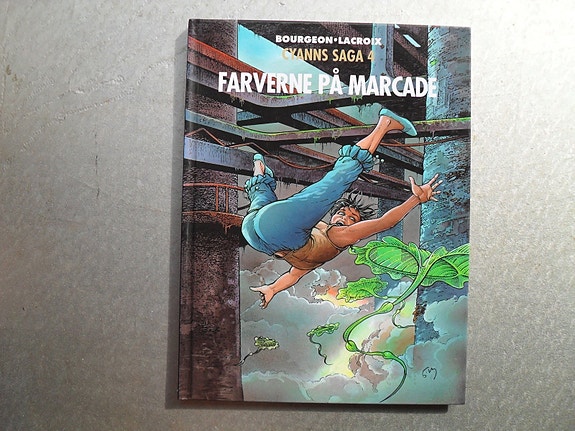 BOURGEON•LACROIX
CYANNS SAGA 4
FARVERNE PÅ MARCADE